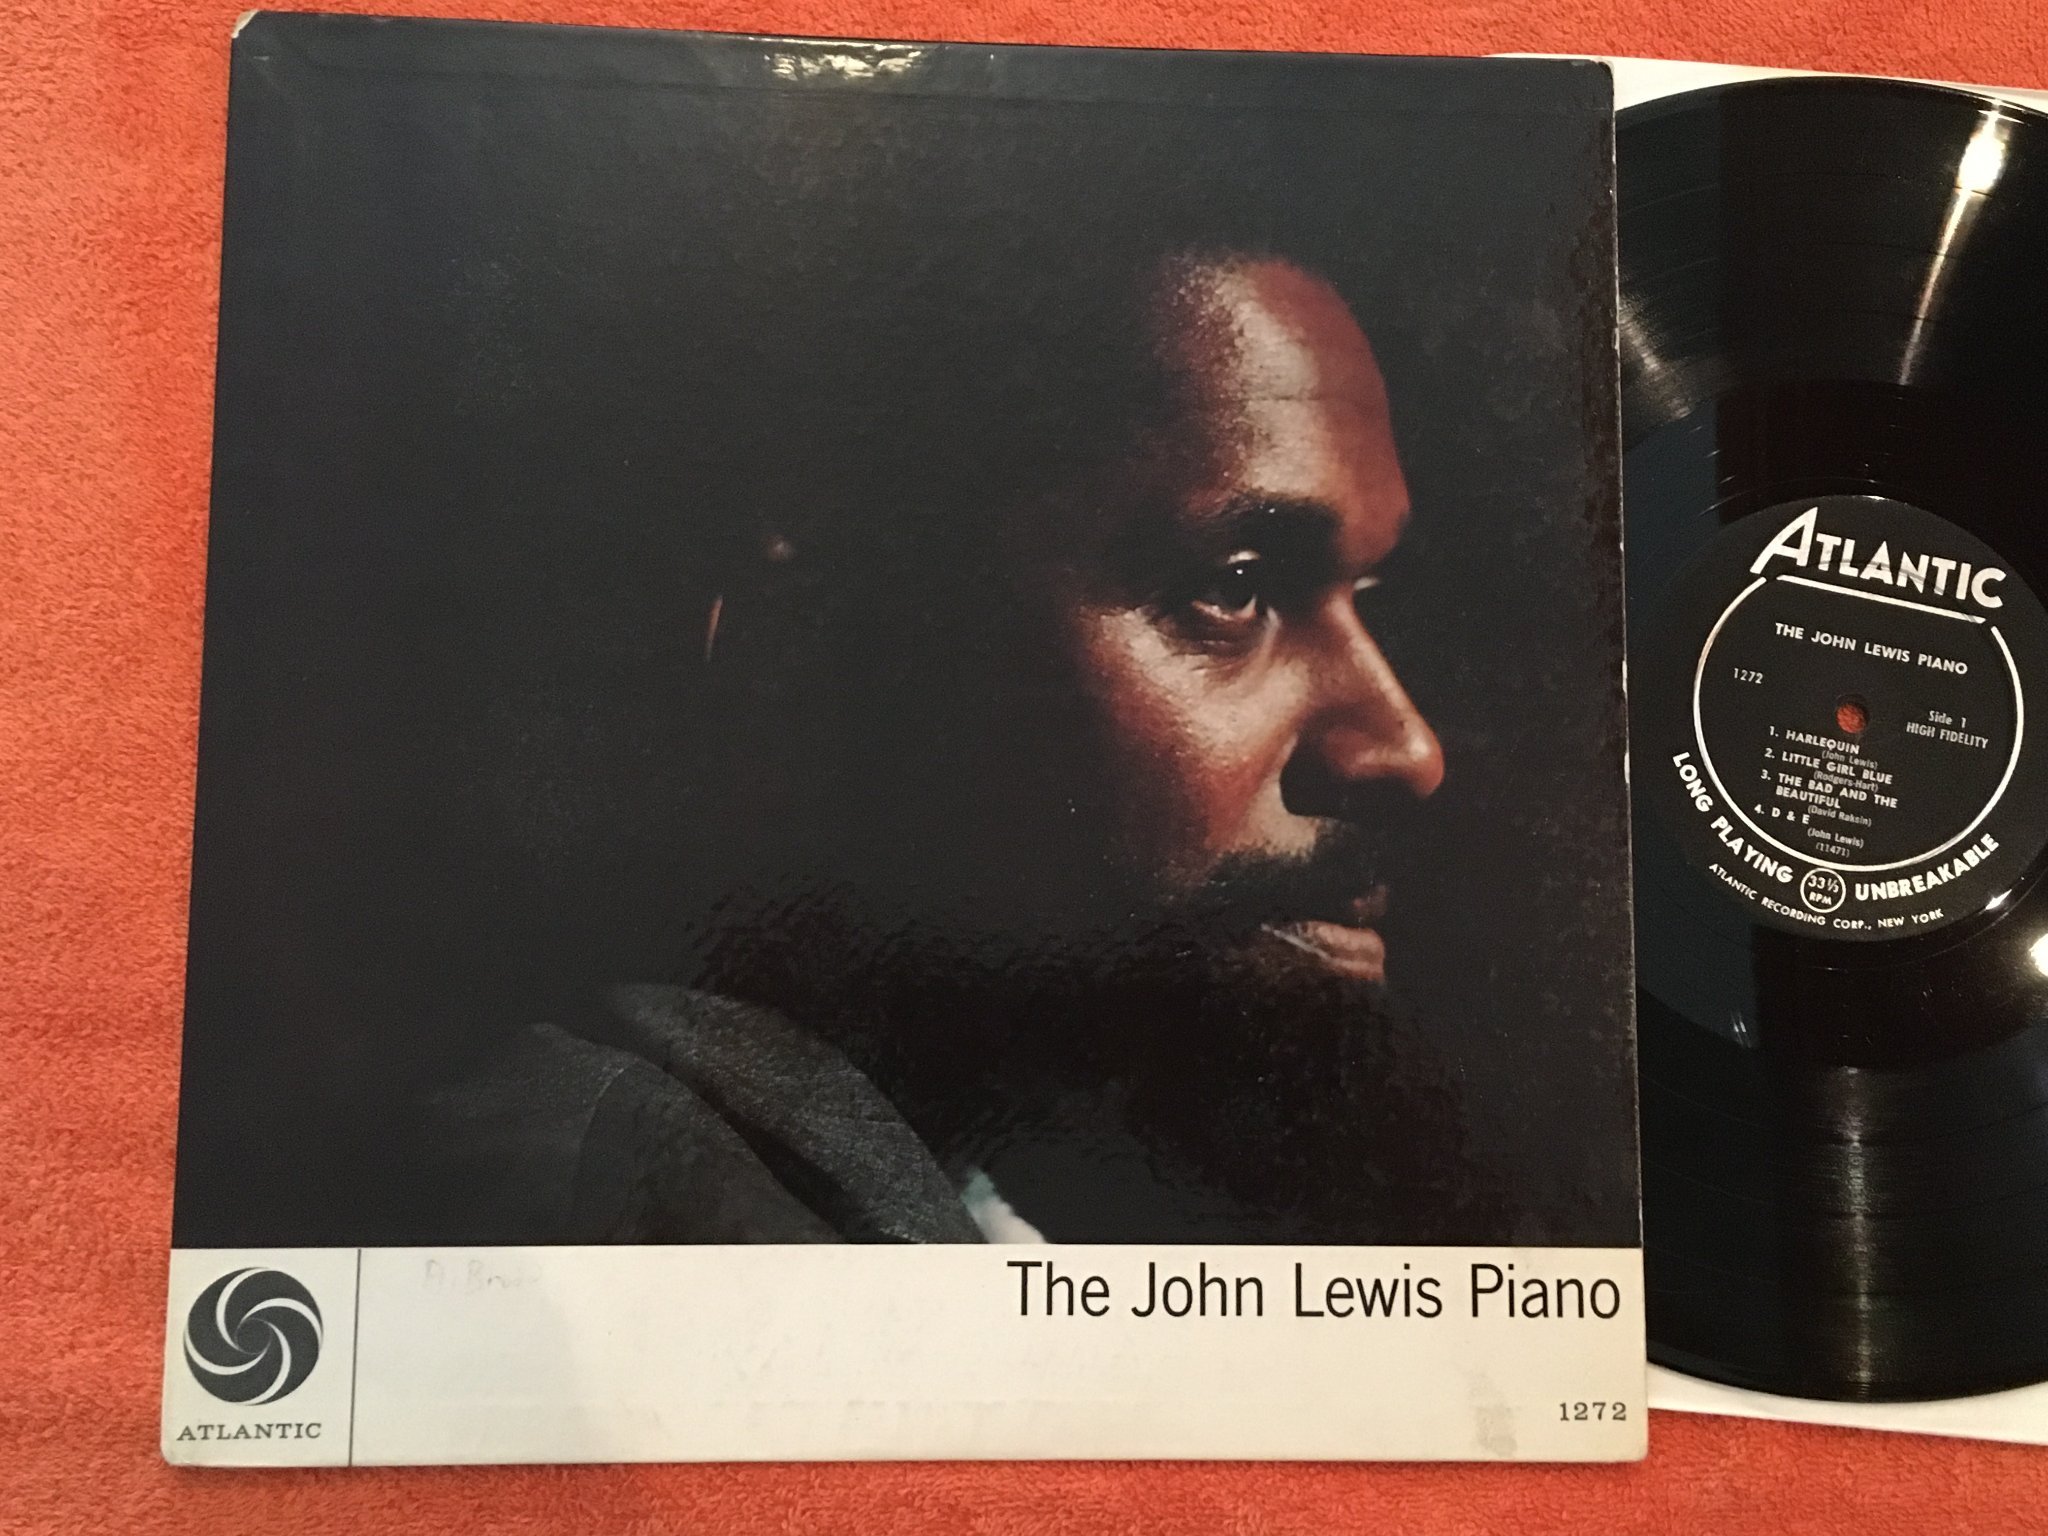 The John Lewis Piano
1272
ATLANTIC
ATLANTIC
THE JOHN LEWIS PIANO
1272
Side 1
HIGH FIDELITY
1. HARLEQUIN
(John Lewis)
2. LITTLE GIRL BLUE
(Rodgers-Hart)
3. THE BAD AND THE
BEAUTIFUL
(David Raksin)
4. D & E
(John Lewis)
(11471)
LONG PLAYING 33⅓ RPM UNBREAKABLE
ATLANTIC RECORDING CORP., NEW YORK